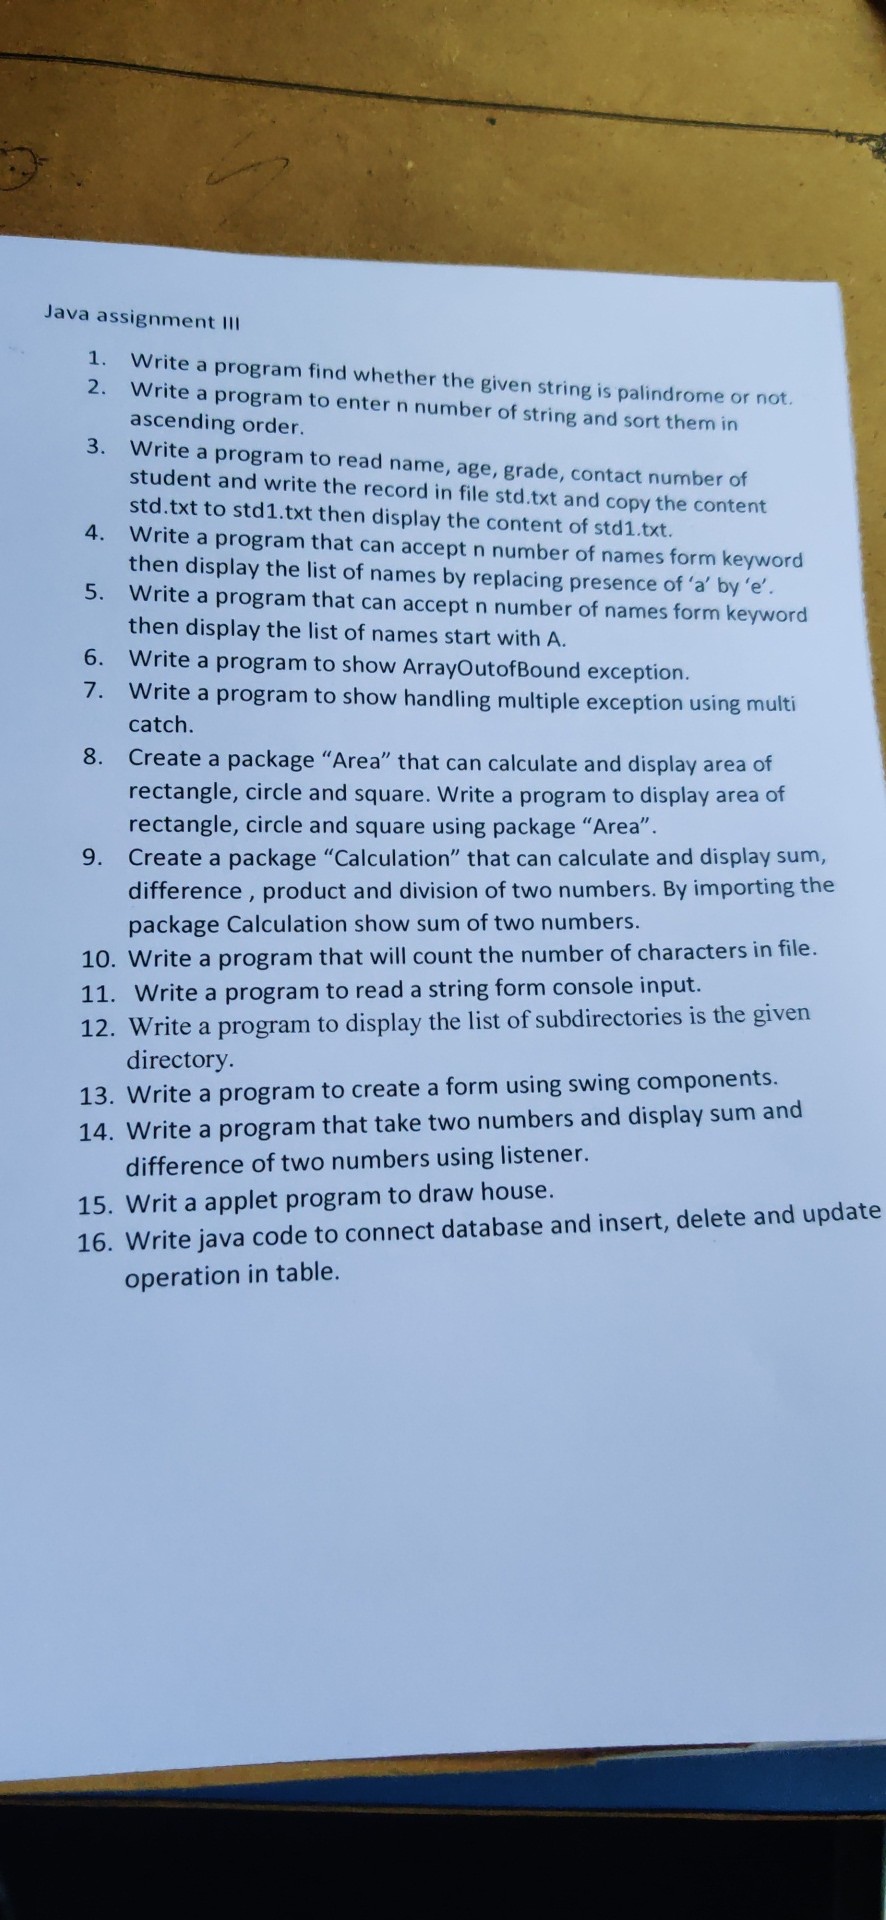 Java assignment III
1. Write a program find whether the given string is palindrome or not.
2. Write a program to enter n number of string and sort them in
ascending order.
3. Write a program to read name, age, grade, contact number of
student and write the record in file std.txt and copy the content
std.txt to std1.txt then display the content of std1.txt.
4. Write a program that can accept n number of names form keyword
then display the list of names by replacing presence of ‘a’ by ‘e’.
5. Write a program that can accept n number of names form keyword
then display the list of names start with A.
6. Write a program to show ArrayOutofBound exception.
7. Write a program to show handling multiple exception using multi
catch.
8. Create a package “Area” that can calculate and display area of
rectangle, circle and square. Write a program to display area of
rectangle, circle and square using package “Area”.
9. Create a package “Calculation” that can calculate and display sum,
difference , product and division of two numbers. By importing the
package Calculation show sum of two numbers.
10. Write a program that will count the number of characters in file.
11. Write a program to read a string form console input.
12. Write a program to display the list of subdirectories is the given
directory.
13. Write a program to create a form using swing components.
14. Write a program that take two numbers and display sum and
difference of two numbers using listener.
15. Writ a applet program to draw house.
16. Write java code to connect database and insert, delete and update
operation in table.